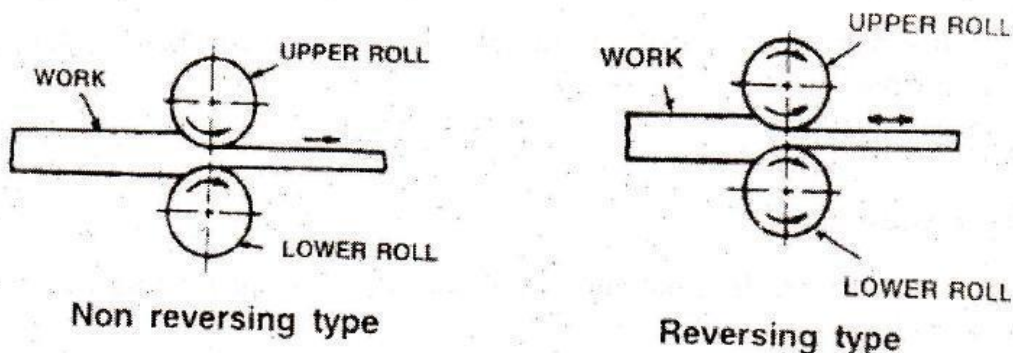 UPPER ROLL
WORK
LOWER ROLL
Non reversing type
UPPER ROLL
WORK
LOWER ROLL
Reversing type